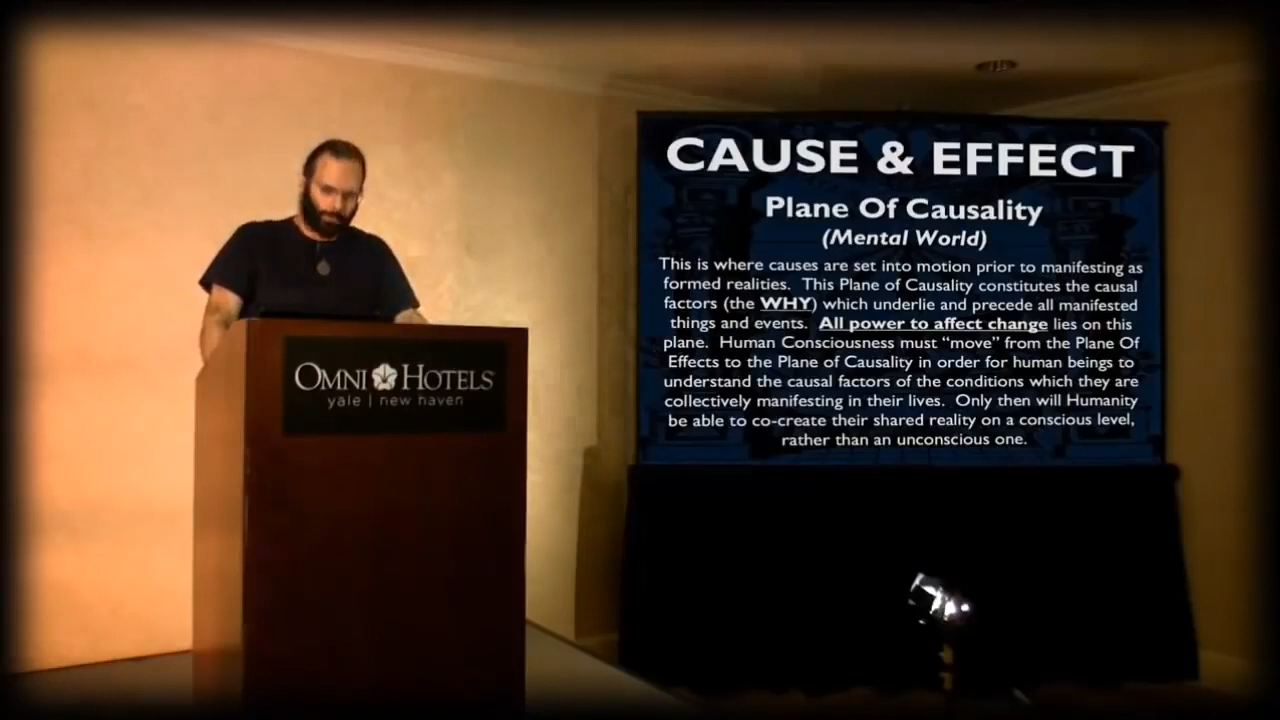 CAUSE & EFFECT
Plane Of Causality
(Mental World)
This is where causes are set into motion prior to manifesting as
formed realities. This Plane of Causality constitutes the causal
factors (the WHY) which underlie and precede all manifested
things and events. All power to affect change lies on this
plane. Human Consciousness must “move” from the Plane Of
Effects to the Plane of Causality in order for human beings to
understand the causal factors of the conditions which they are
collectively manifesting in their lives. Only then will Humanity
be able to co-create their shared reality on a conscious level,
rather than an unconscious one.
OMNI HOTELS
yale | new haven